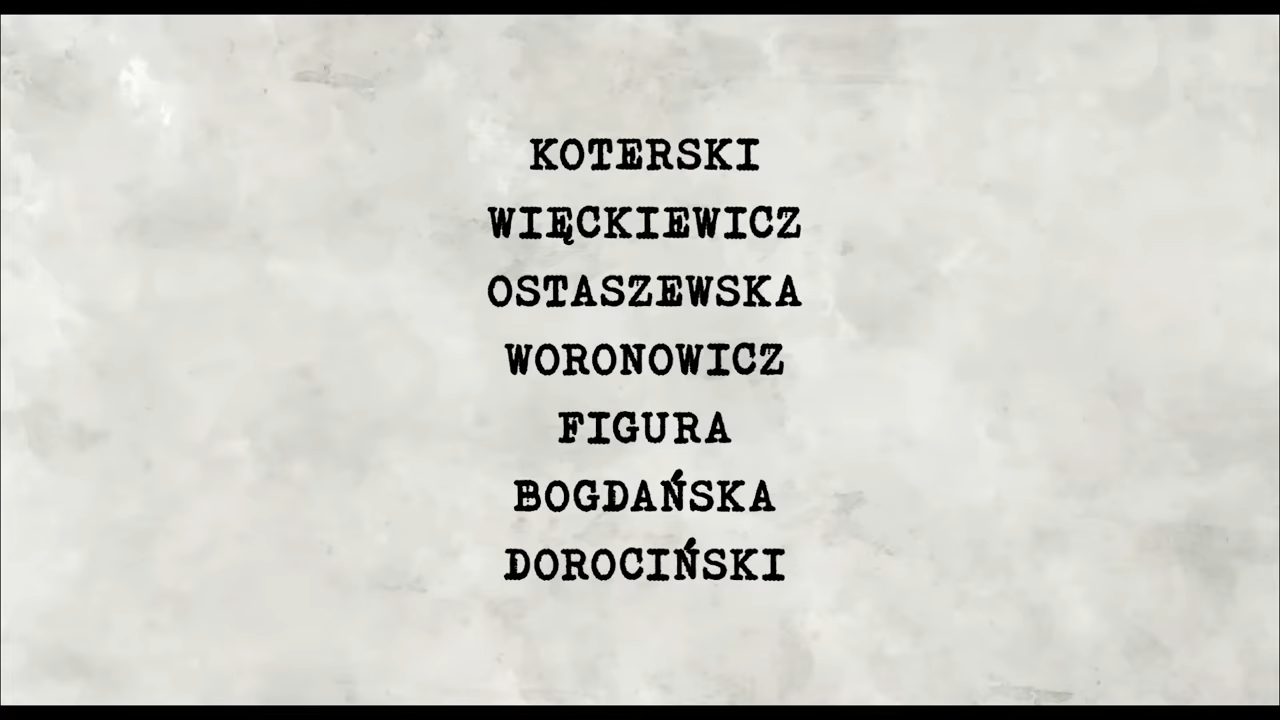 KOTERSKI
WIĘCKIEWICZ
OSTASZEWSKA
WORONOWICZ
FIGURA
BOGDAŃSKA
DOROCIŃSKI